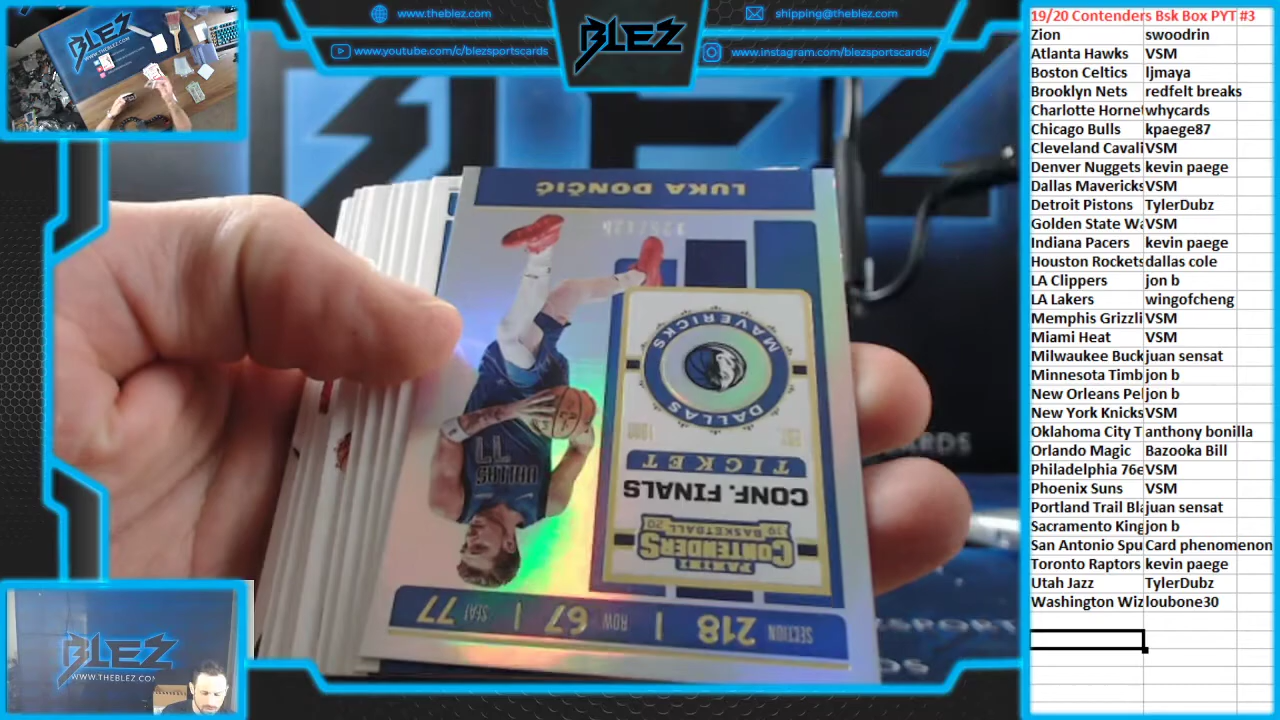 www.theblez.com
www.youtube.com/c/blezsportscards
BLEZ
shipping@theblez.com
www.instagram.com/blezsportscards/
BLEZ
WWW.THEBLEZ.COM
LUKA DONČIĆ
DALLAS
MAVERICKS
TICKET
CONF. FINALS
PANINI
CONTENDERS
19 BASKETBALL 20
SECTION 218 | ROW 67 | SEAT 77
DALLAS
77
BLEZ
WWW.THEBLEZ.COM
19/20 Contenders Bsk Box PYT #3
Zion swoodrin
Atlanta Hawks VSM
Boston Celtics ljmaya
Brooklyn Nets redfelt breaks
Charlotte Hornet whycards
Chicago Bulls kpaege87
Cleveland Cavali VSM
Denver Nuggets kevin paege
Dallas Mavericks VSM
Detroit Pistons TylerDubz
Golden State Wa VSM
Indiana Pacers kevin paege
Houston Rockets dallas cole
LA Clippers jon b
LA Lakers wingofcheng
Memphis Grizzli VSM
Miami Heat VSM
Milwaukee Buck juan sensat
Minnesota Timb jon b
New Orleans Pel jon b
New York Knicks VSM
Oklahoma City T anthony bonilla
Orlando Magic Bazooka Bill
Philadelphia 76e VSM
Phoenix Suns VSM
Portland Trail Bla juan sensat
Sacramento King jon b
San Antonio Spu Card phenomenon
Toronto Raptors kevin paege
Utah Jazz TylerDubz
Washington Wiz loubone30